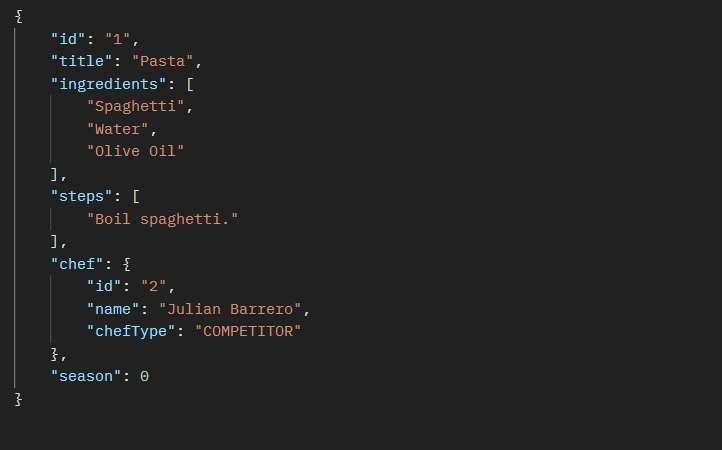 {
    "id": "1",
    "title": "Pasta",
    "ingredients": [
        "Spaghetti",
        "Water",
        "Olive Oil"
    ],
    "steps": [
        "Boil spaghetti."
    ],
    "chef": {
        "id": "2",
        "name": "Julian Barrero",
        "chefType": "COMPETITOR"
    },
    "season": 0
}